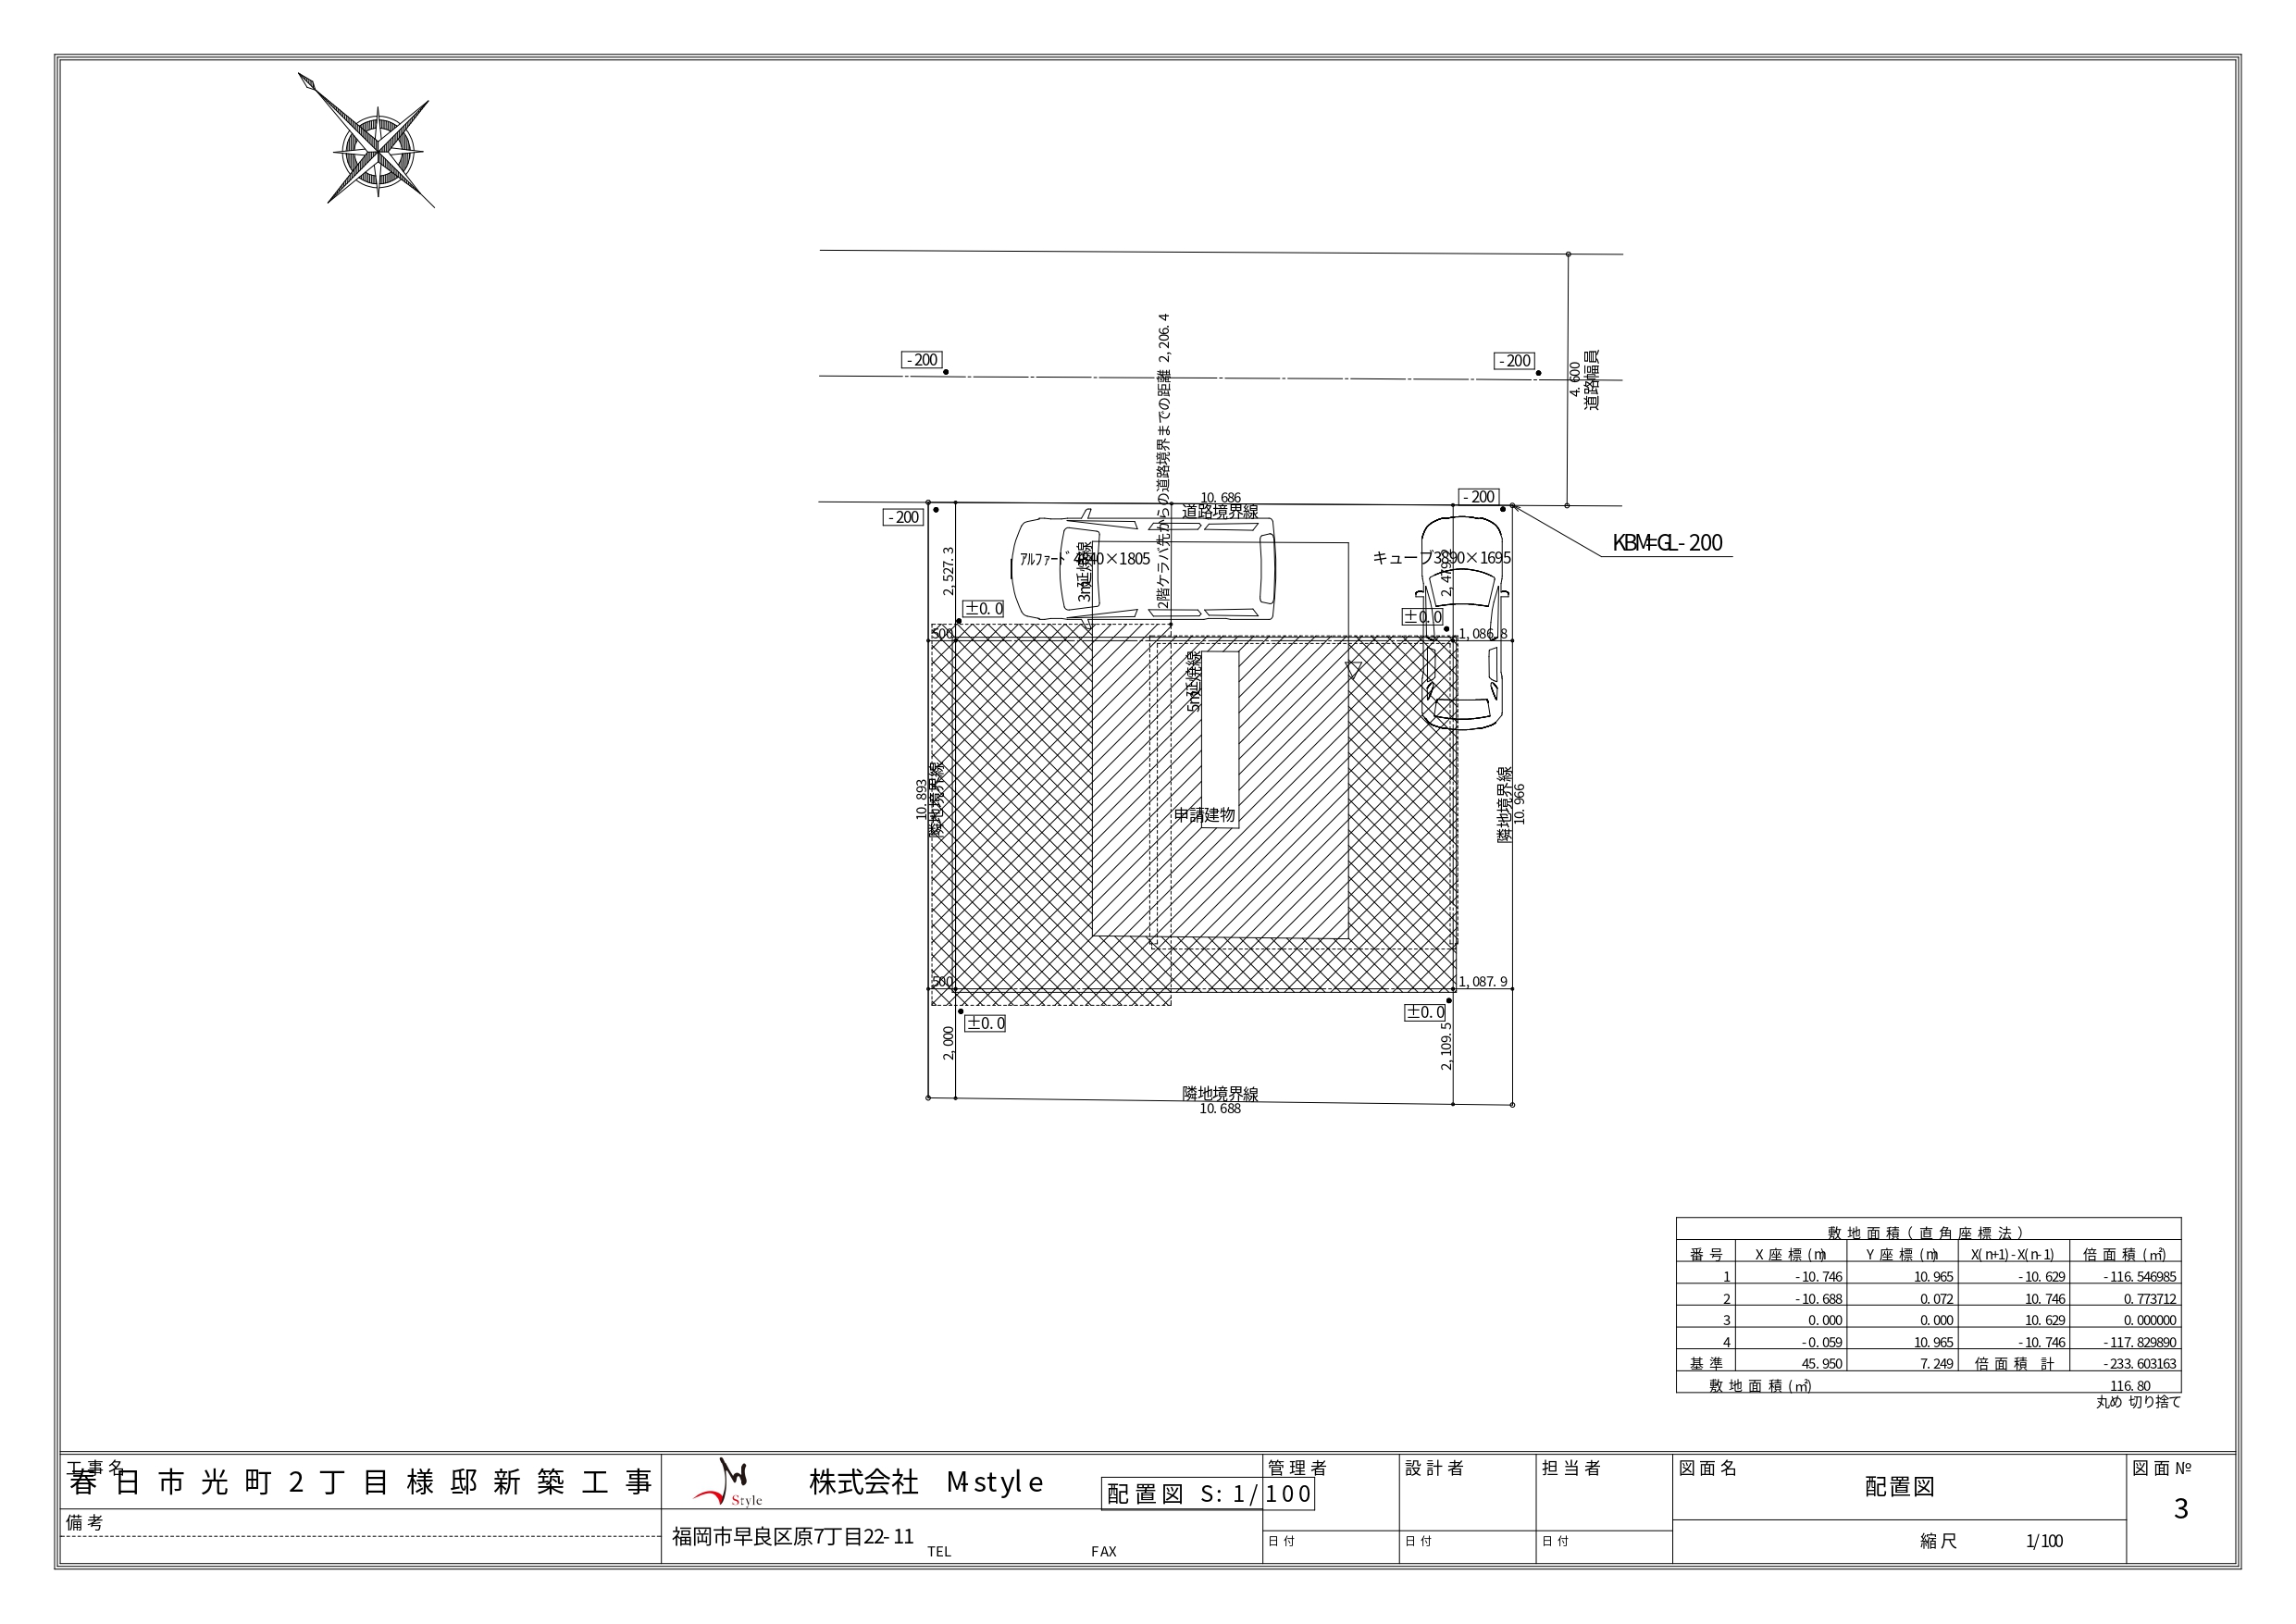 2階ケラバ先からの道路境界までの距離 2,206.4
-200
-200
4.600
道路幅員
10.686
道路境界線
-200
-200
KBM=GL-200
2,527.3
ｱﾙﾌｧｰﾄﾞ 4840×1805
3m延焼線
キューブ3890×1695
±0.0
±0.0
500
1,086.8
5m延焼線
10.893
隣地境界線
申請建物
隣地境界線
10.966
500
1,087.9
±0.0
±0.0
2,000
2,109.5
隣地境界線
10.688
敷地面積(直角座標法)
番号 X座標(m) Y座標(m) X(n+1)-X(n-1) 倍面積(㎡)
1 -10.746 10.965 -10.629 -116.546985
2 -10.688 0.072 10.746 0.773712
3 0.000 0.000 10.629 0.000000
4 -0.059 10.965 -10.746 -117.829890
基準 45.950 7.249 倍面積 計 -233.603163
敷地面積(㎡) 116.80
丸め 切り捨て
工事名
春日市光町2丁目様邸新築工事
備考
Style
株式会社 M-style
配置図 S:1/100
福岡市早良区原7丁目22-11
TEL FAX
管理者 設計者 担当者
日付 日付 日付
図面名
配置図
縮尺 1/100
図面№
3